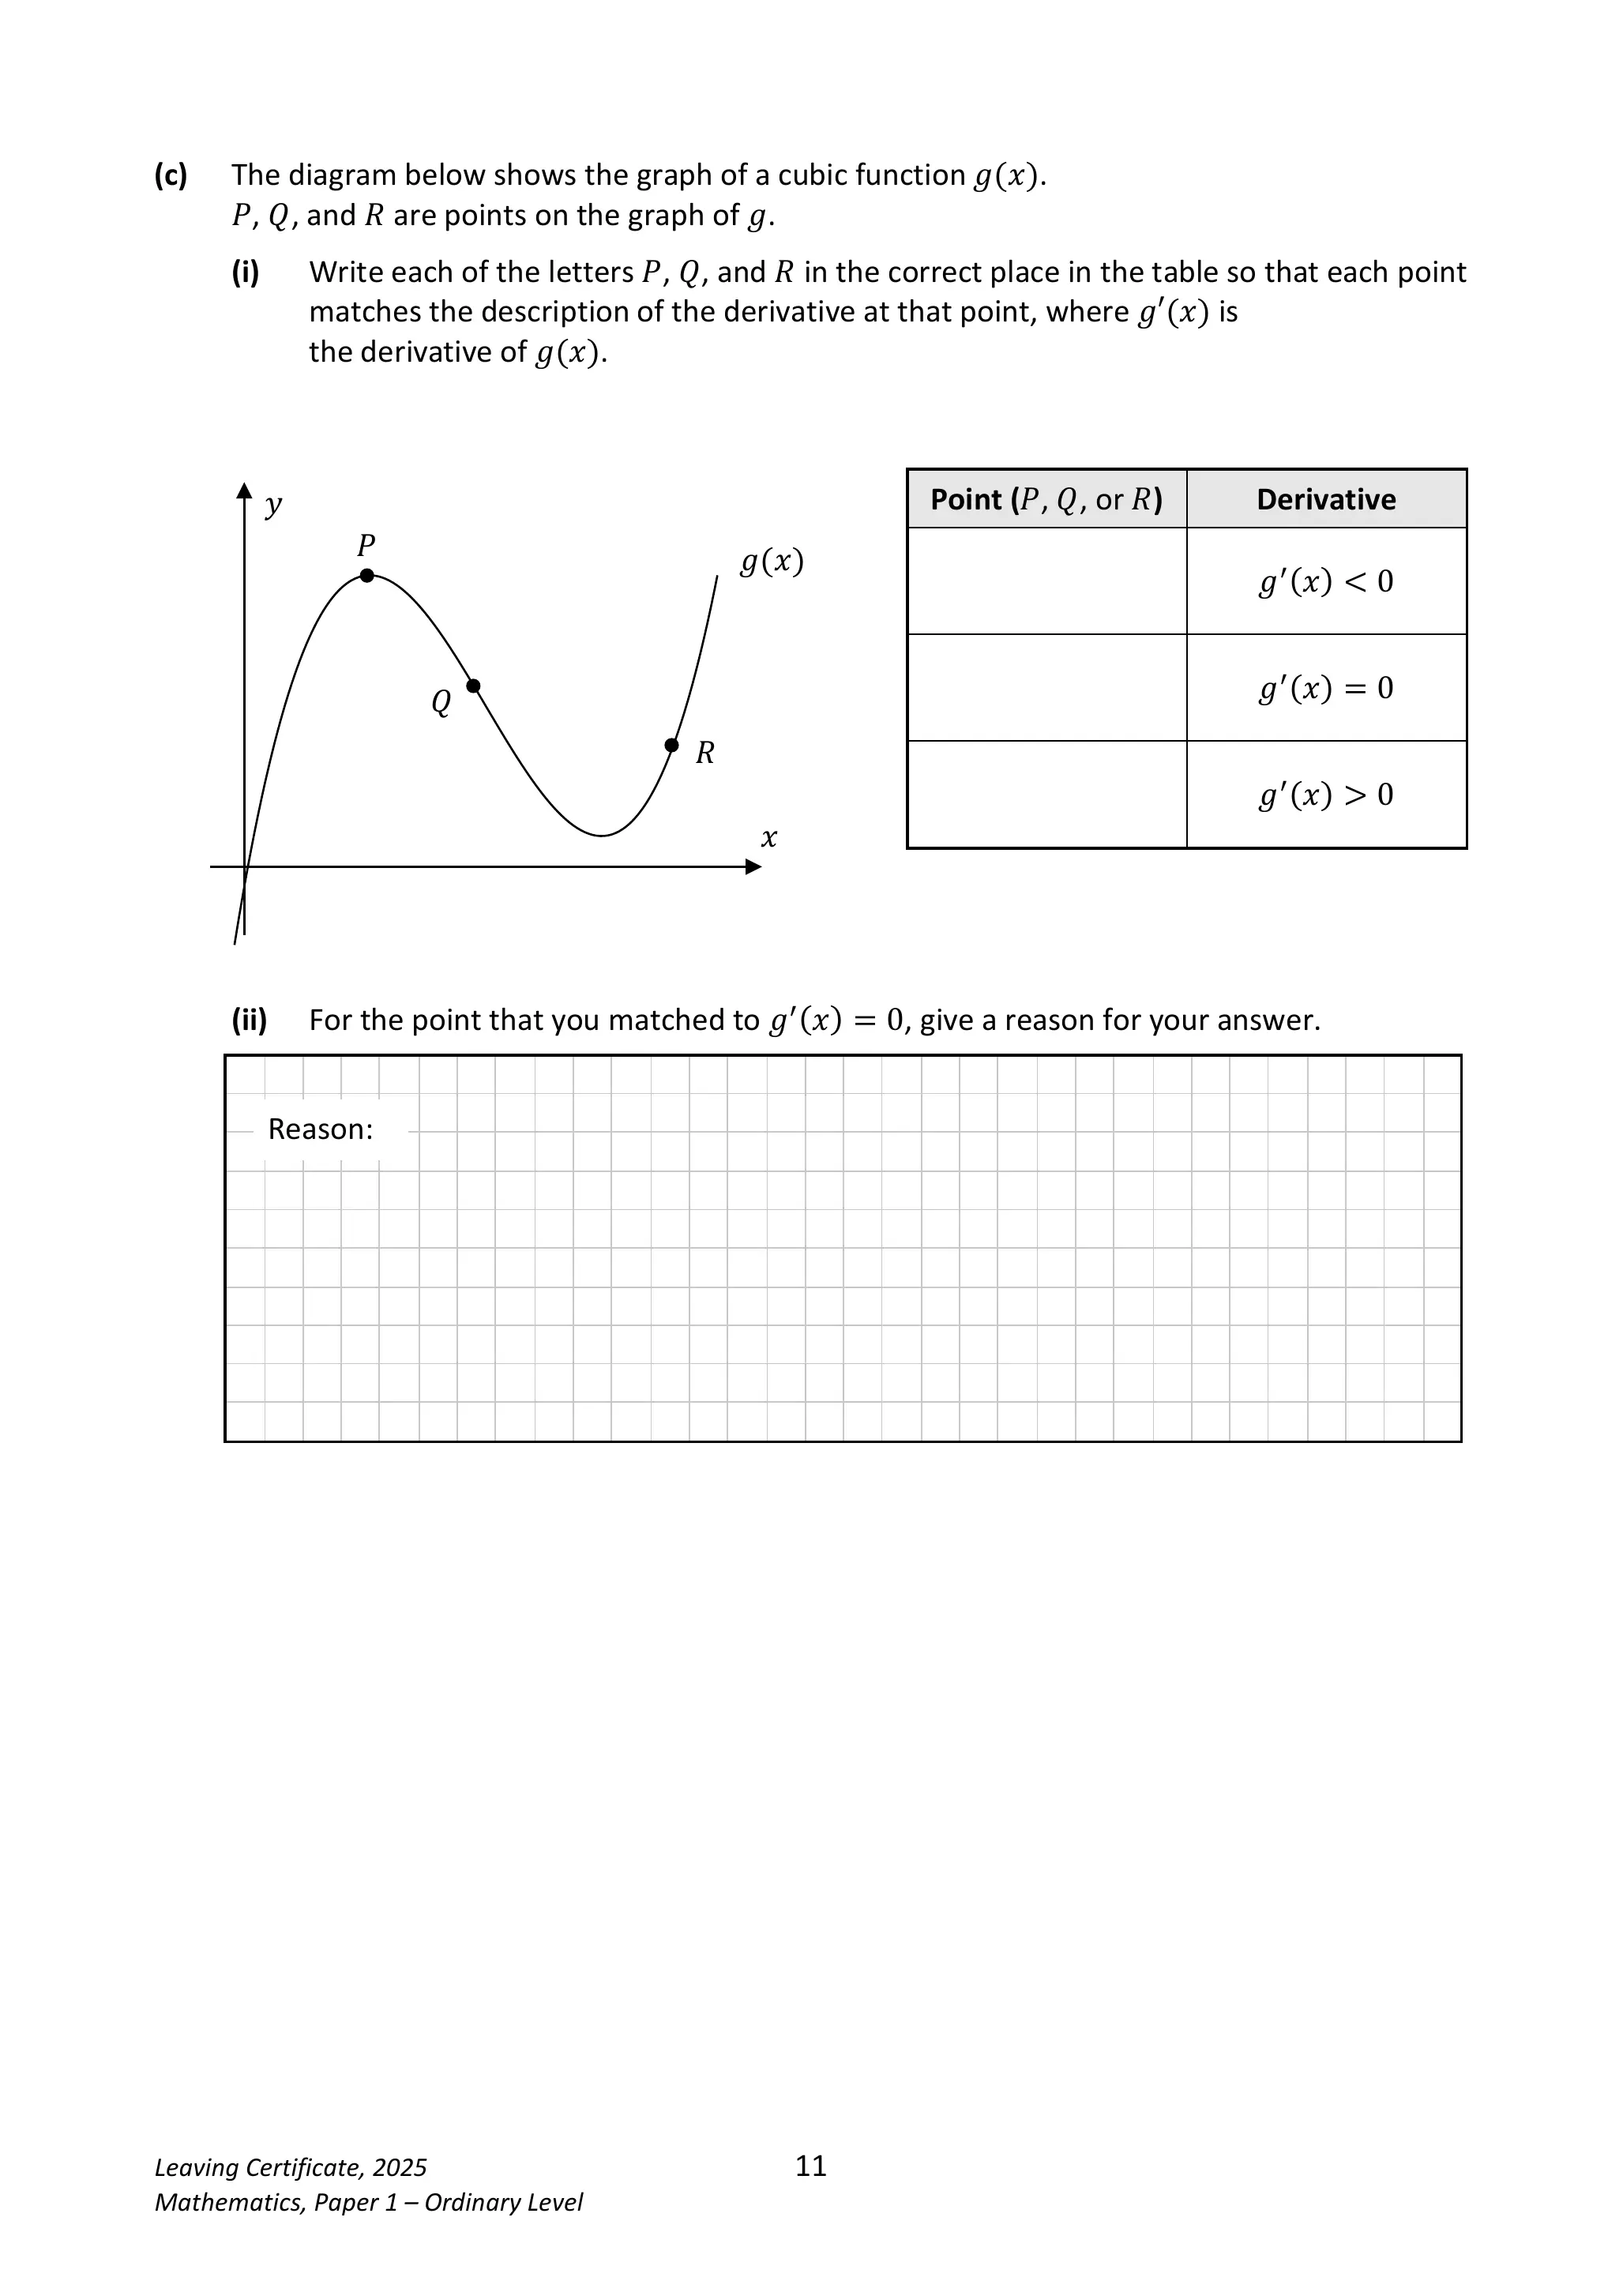 (c) The diagram below shows the graph of a cubic function g(x).
P, Q, and R are points on the graph of g.
(i) Write each of the letters P, Q, and R in the correct place in the table so that each point
matches the description of the derivative at that point, where g′(x) is
the derivative of g(x).
y
P
g(x)
Q
R
x
Point (P, Q, or R) Derivative
g′(x) < 0
g′(x) = 0
g′(x) > 0
(ii) For the point that you matched to g′(x) = 0, give a reason for your answer.
Reason:
Leaving Certificate, 2025 11
Mathematics, Paper 1 – Ordinary Level